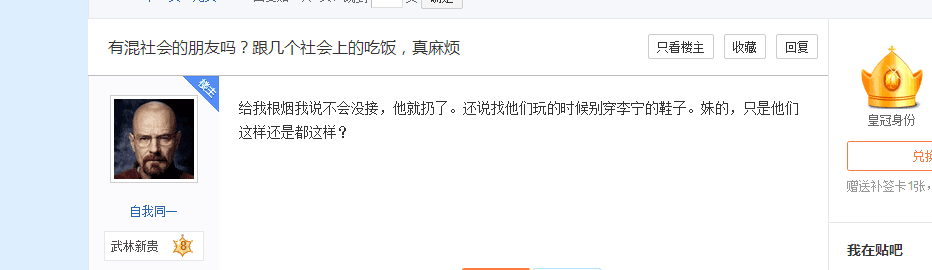 有混社会的朋友吗？跟几个社会上的吃饭，真麻烦
只看楼主
收藏
回复
楼主
给我根烟我说不会没接，他就扔了。还说找他们玩的时候别穿李宁的鞋子。妹的，只是他们
这样还是都这样？
自我同一
武林新贵 8
皇冠身份
兑换
赠送补签卡1张，
我在贴吧